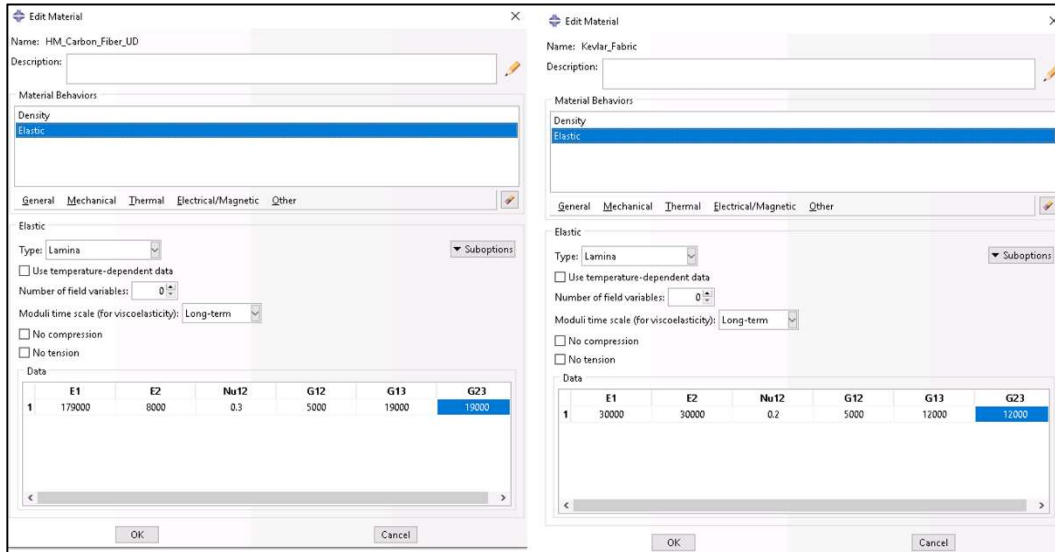 Edit Material
Name: HM_Carbon_Fiber_UD
Description:
Material Behaviors
Density
Elastic
General Mechanical Thermal Electrical/Magnetic Other
Elastic
Type: Lamina
Suboptions
Use temperature-dependent data
Number of field variables: 0
Moduli time scale (for viscoelasticity): Long-term
No compression
No tension
Data
E1 E2 Nu12 G12 G13 G23
1 179000 8000 0.3 5000 19000 19000
OK Cancel
Edit Material
Name: Kevlar_Fabric
Description:
Material Behaviors
Density
Elastic
General Mechanical Thermal Electrical/Magnetic Other
Elastic
Type: Lamina
Suboptions
Use temperature-dependent data
Number of field variables: 0
Moduli time scale (for viscoelasticity): Long-term
No compression
No tension
Data
E1 E2 Nu12 G12 G13 G23
1 30000 30000 0.2 5000 12000 12000
OK Cancel